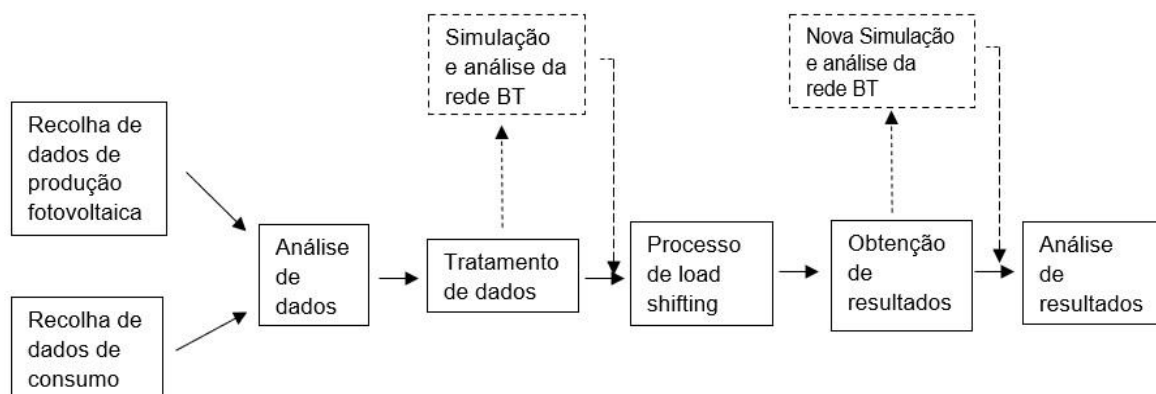 Recolha de
dados de
produção
fotovoltaica
Recolha de
dados de
consumo
Análise
de
dados
Simulação
e análise da
rede BT
Tratamento
de dados
Processo
de load
shifting
Nova Simulação
e análise da
rede BT
Obtenção
de
resultados
Análise
de
resultados